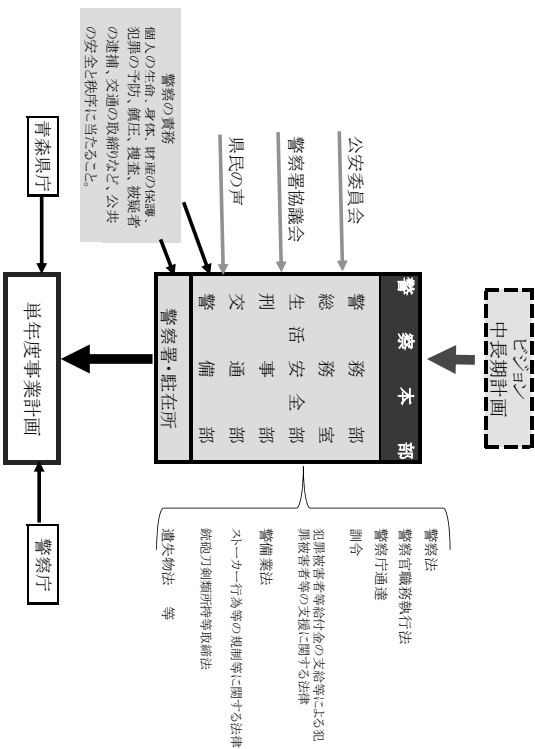 ビジョン
中長期計画
警察本部
警務部
総務室
生活安全部
刑事部
交通部
警備部
警察署・駐在所
公安委員会
警察署協議会
県民の声
警察の責務
個人の生命、身体、財産の保護、
犯罪の予防、鎮圧、捜査、被疑者
の逮捕、交通の取締りなど、公共
の安全と秩序に当たること。
警察法
警察官職務執行法
警察庁通達
訓令
犯罪被害者等給付金の支給等による犯
罪被害者等の支援に関する法律
警備業法
ストーカー行為等の規制等に関する法律
銃砲刀剣類所持等取締法
遺失物法　等
青森県庁
単年度事業計画
警察庁